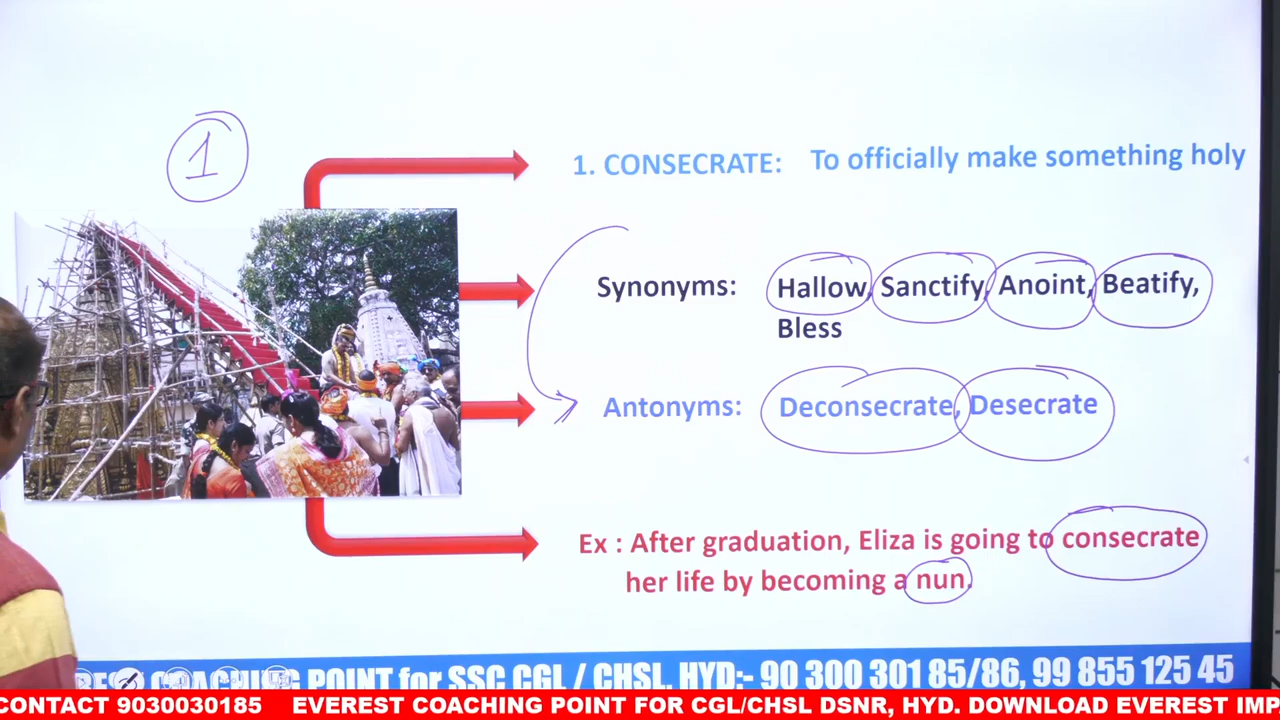 1
1. CONSECRATE: To officially make something holy
Synonyms: Hallow, Sanctify, Anoint, Beatify,
Bless
Antonyms: Deconsecrate, Desecrate
Ex : After graduation, Eliza is going to consecrate
her life by becoming a nun.
COACHING POINT for SSC CGL / CHSL, HYD:- 90 300 301 85/86, 99 855 125 45
CONTACT 9030030185 EVEREST COACHING POINT FOR CGL/CHSL DSNR, HYD. DOWNLOAD EVEREST